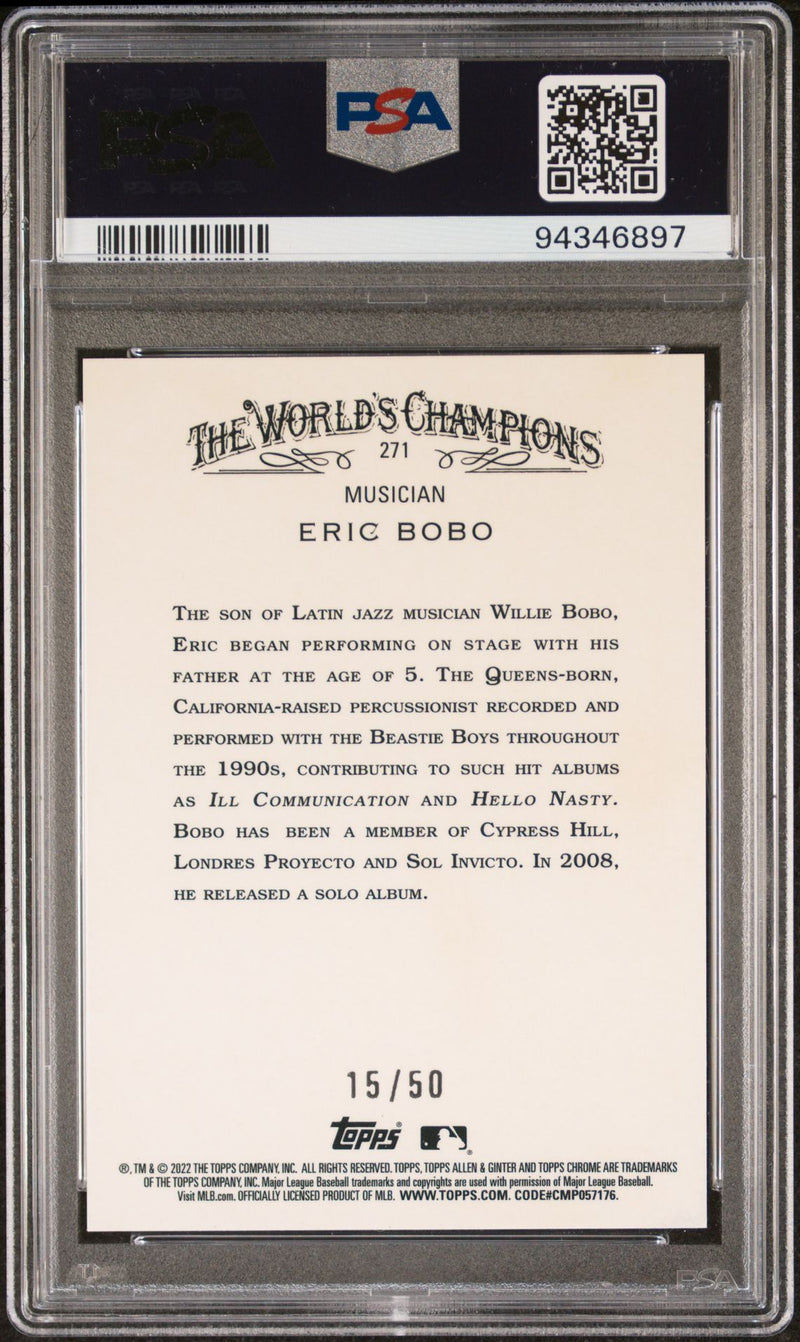 PSA
PSA
94346897
THE WORLD'S CHAMPIONS
271
MUSICIAN
ERIC BOBO
THE SON OF LATIN JAZZ MUSICIAN WILLIE BOBO,
ERIC BEGAN PERFORMING ON STAGE WITH HIS
FATHER AT THE AGE OF 5. THE QUEENS-BORN,
CALIFORNIA-RAISED PERCUSSIONIST RECORDED AND
PERFORMED WITH THE BEASTIE BOYS THROUGHOUT
THE 1990S, CONTRIBUTING TO SUCH HIT ALBUMS
AS ILL COMMUNICATION AND HELLO NASTY.
BOBO HAS BEEN A MEMBER OF CYPRESS HILL,
LONDRES PROYECTO AND SOL INVICTO. IN 2008,
HE RELEASED A SOLO ALBUM.
15/50
Topps®
®, TM & © 2022 THE TOPPS COMPANY, INC. ALL RIGHTS RESERVED. TOPPS, TOPPS ALLEN & GINTER AND TOPPS CHROME ARE TRADEMARKS
OF THE TOPPS COMPANY, INC. Major League Baseball trademarks and copyrights are used with permission of Major League Baseball.
Visit MLB.com. OFFICIALLY LICENSED PRODUCT OF MLB. WWW.TOPPS.COM. CODE#CMP057176.
PSA